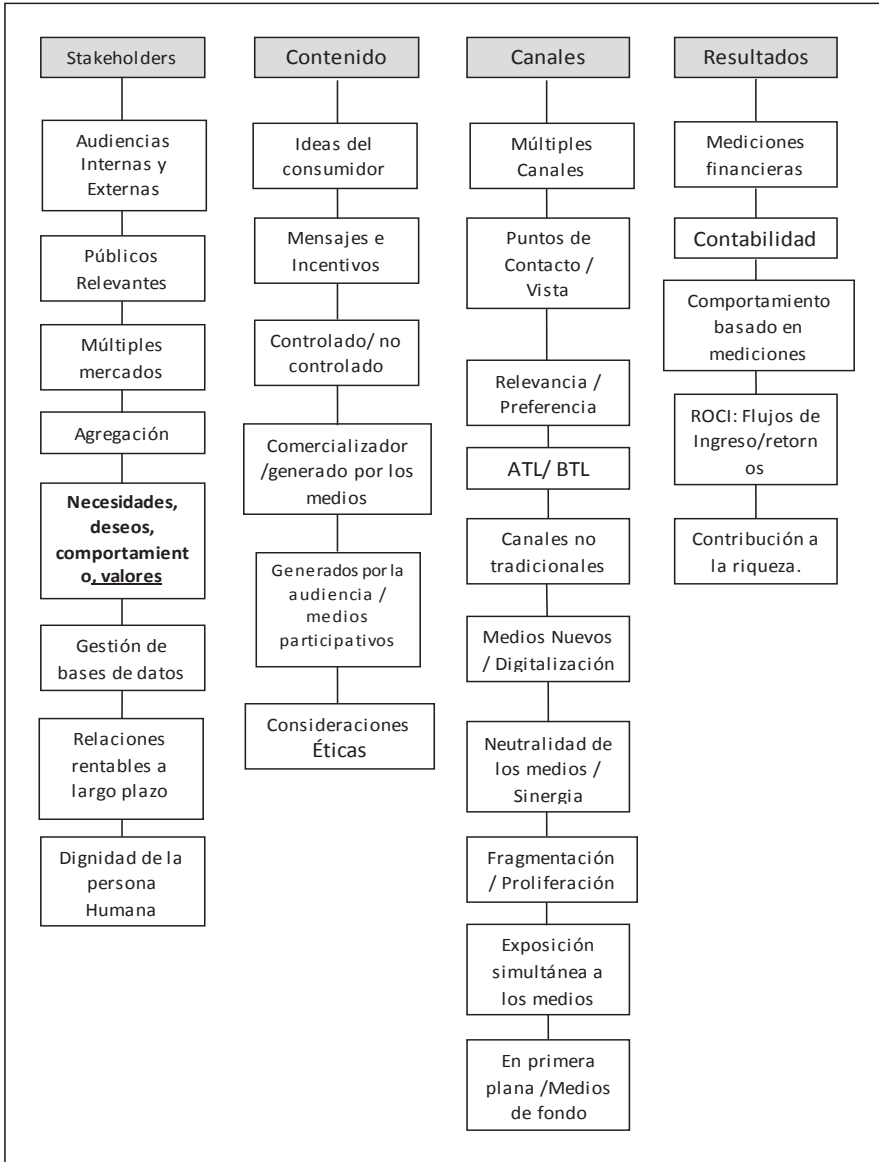 Stakeholders
Audiencias
Internas y
Externas
Públicos
Relevantes
Múltiples
mercados
Agregación
Necesidades,
deseos,
comportamient
o, valores
Gestión de
bases de datos
Relaciones
rentables a
largo plazo
Dignidad de la
persona
Humana
Contenido
Ideas del
consumidor
Mensajes e
Incentivos
Controlado/ no
controlado
Comercializador
/generado por los
medios
Generados por la
audiencia /
medios
participativos
Consideraciones
Éticas
Canales
Múltiples
Canales
Puntos de
Contacto /
Vista
Relevancia /
Preferencia
ATL/ BTL
Canales no
tradicionales
Medios Nuevos
/ Digitalización
Neutralidad de
los medios /
Sinergia
Fragmentación
/ Proliferación
Exposición
simultánea a
los medios
En primera
plana /Medios
de fondo
Resultados
Mediciones
financieras
Contabilidad
Comportamiento
basado en
mediciones
ROCI: Flujos de
Ingreso/retorn
os
Contribución a
la riqueza.